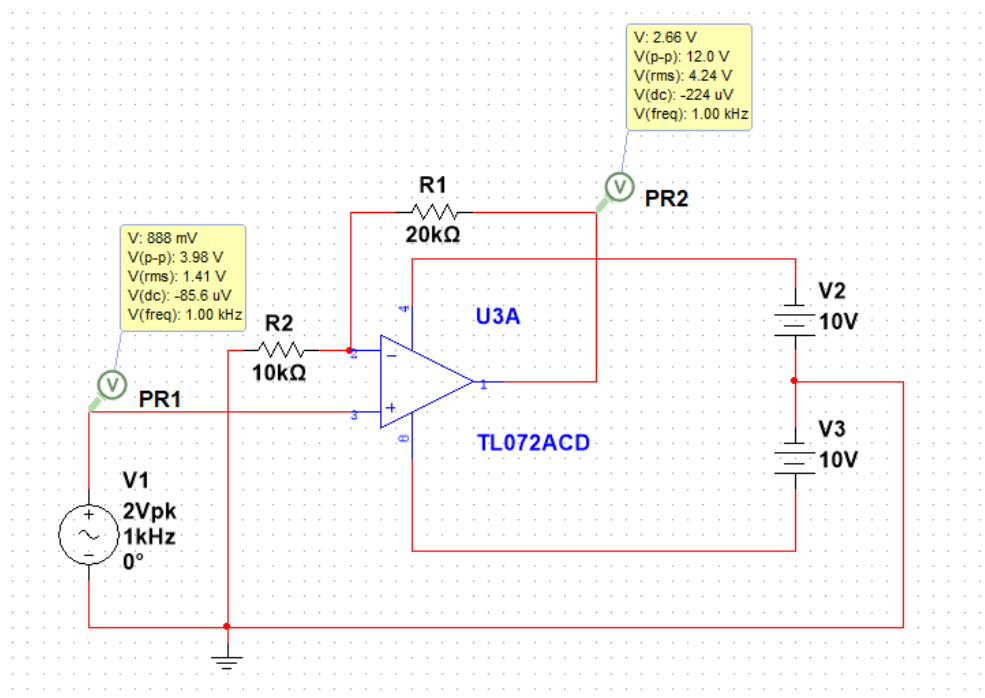 V: 2.66 V
V(p-p): 12.0 V
V(rms): 4.24 V
V(dc): -224 uV
V(freq): 1.00 kHz
V
PR2
R1
20kΩ
V: 888 mV
V(p-p): 3.98 V
V(rms): 1.41 V
V(dc): -85.6 uV
V(freq): 1.00 kHz
V
PR1
R2
10kΩ
4
U3A
2
3
1
8
TL072ACD
V2
10V
V3
10V
V1
2Vpk
1kHz
0°